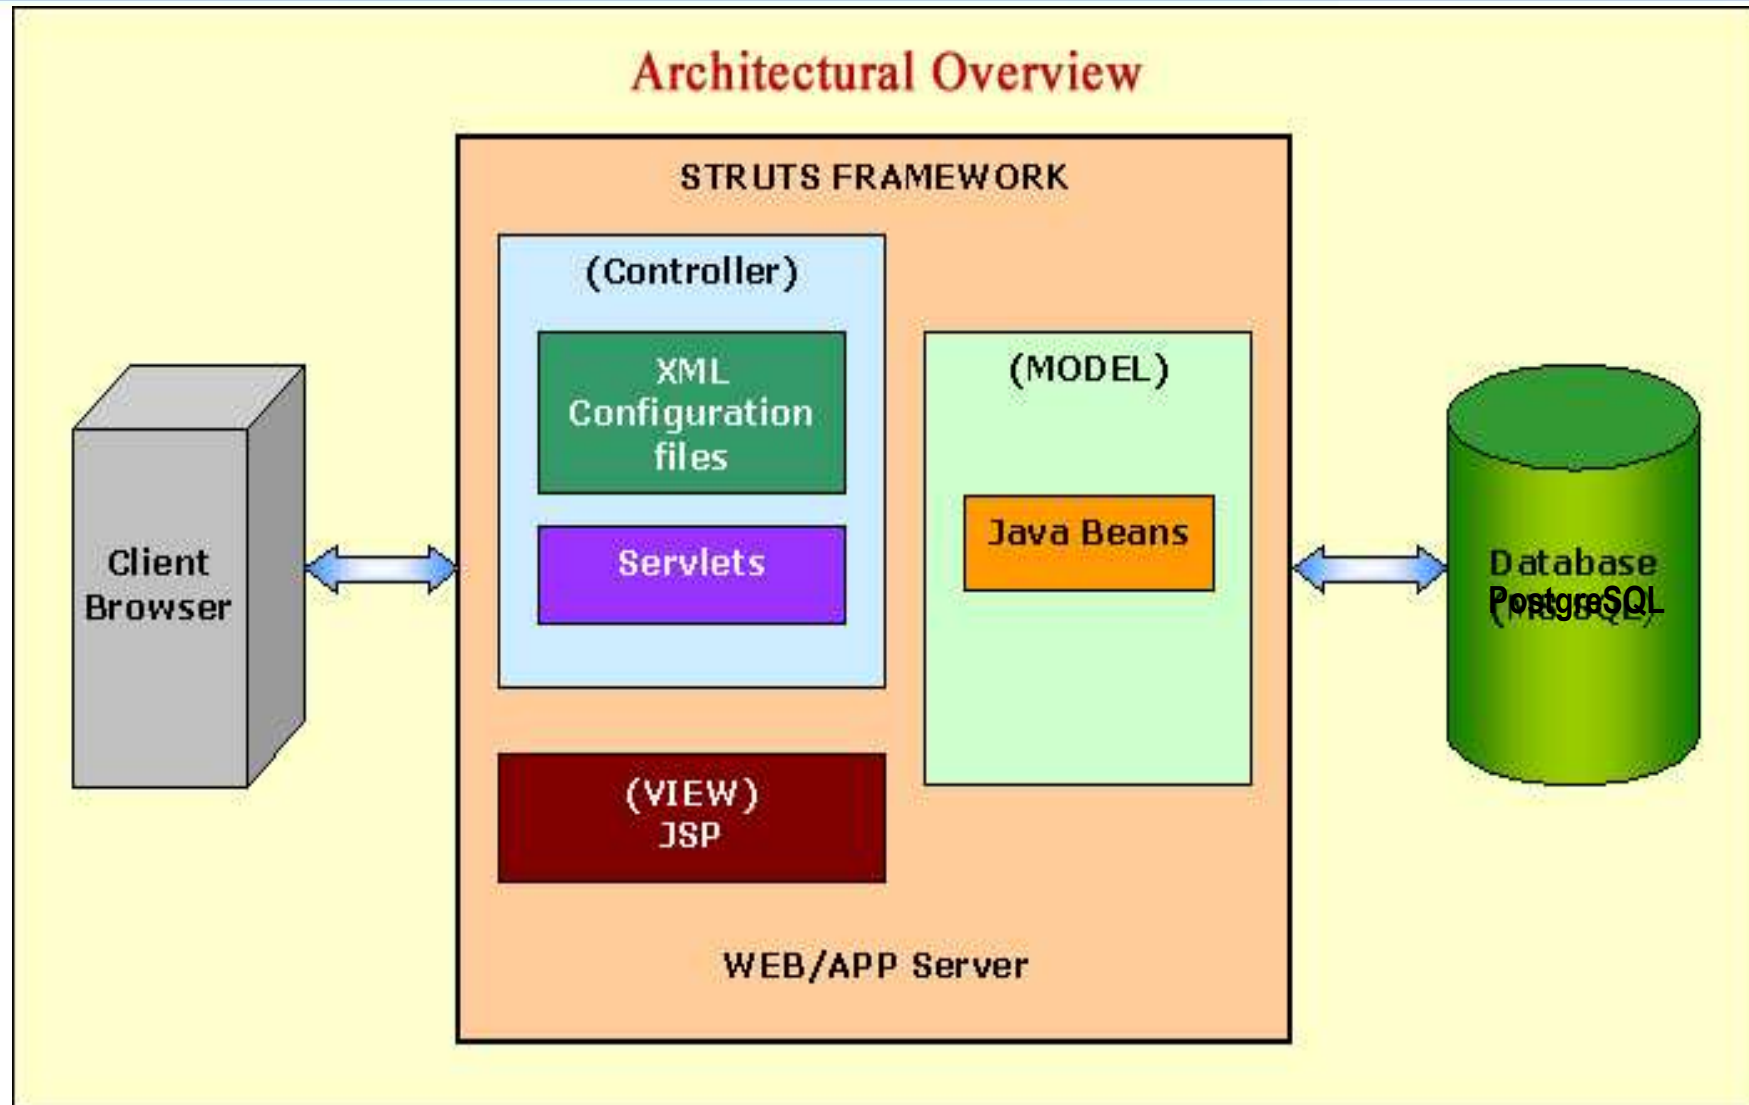 Architectural Overview
STRUTS FRAMEWORK
(Controller)
XML
Configuration
files
Servlets
(VIEW)
JSP
(MODEL)
Java Beans
WEB/APP Server
Client
Browser
Database
PostgreSQL